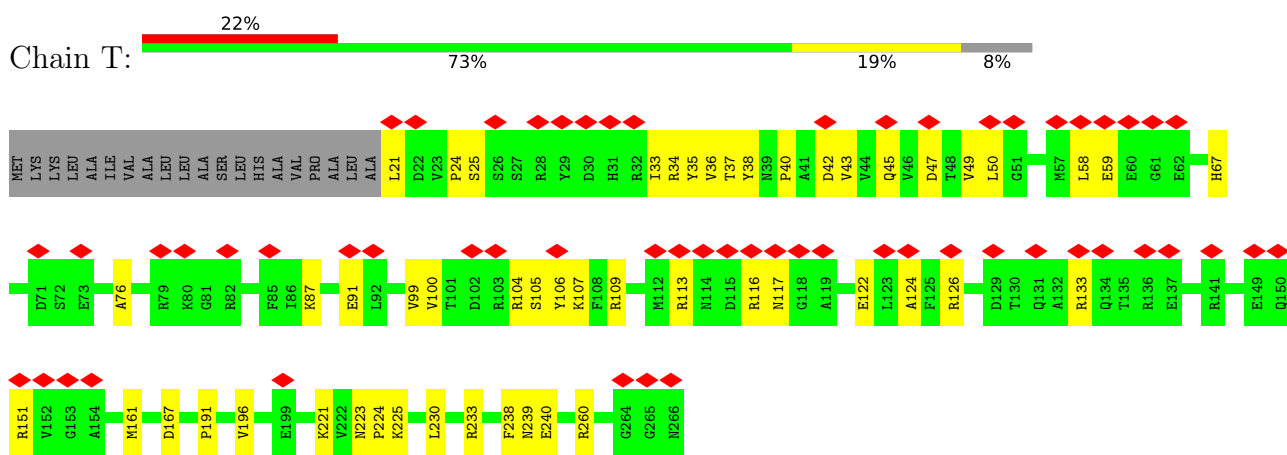 22%
Chain T:
73% 19% 8%
MET LYS LYS LEU ALA ILE VAL ALA LEU LEU ALA SER LEU HIS ALA VAL PRO ALA LEU ALA L21 D22 V23 P24 S25 S26 S27 R28 Y29 D30 H31 R32 I33 R34 Y35 V36 T37 Y38 N39 P40 A41 D42 V43 V44 Q45 V46 D47 T48 V49 L50 G51 M57 L58 E59 E60 G61 E62 H67
D71 S72 E73 A76 R79 K80 G81 R82 F85 I86 K87 E91 L92 V99 V100 T101 D102 R103 R104 S105 Y106 K107 F108 R109 M112 R113 N114 D115 R116 N117 G118 A119 E122 L123 A124 F125 R126 D129 T130 Q131 A132 R133 Q134 T135 R136 E137 R141 E149 Q150
R151 V152 G153 A154 M161 D167 P191 V196 E199 K221 V222 N223 P224 K225 L230 R233 F238 N239 E240 R260 G264 G265 N266